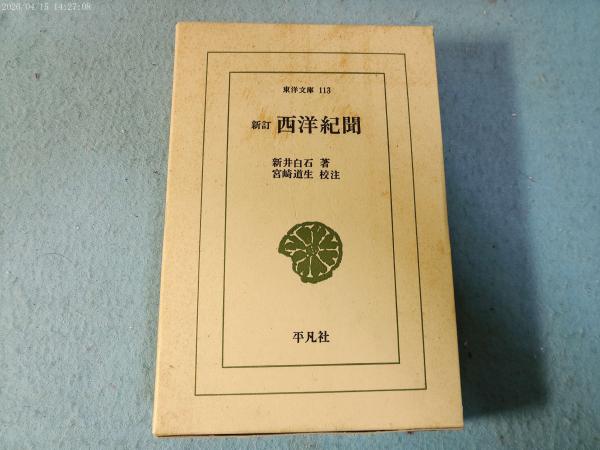 2026/04/15 14:27:08
東洋文庫 113
新訂 西洋紀聞
新井白石 著
宮崎道生 校注
平凡社